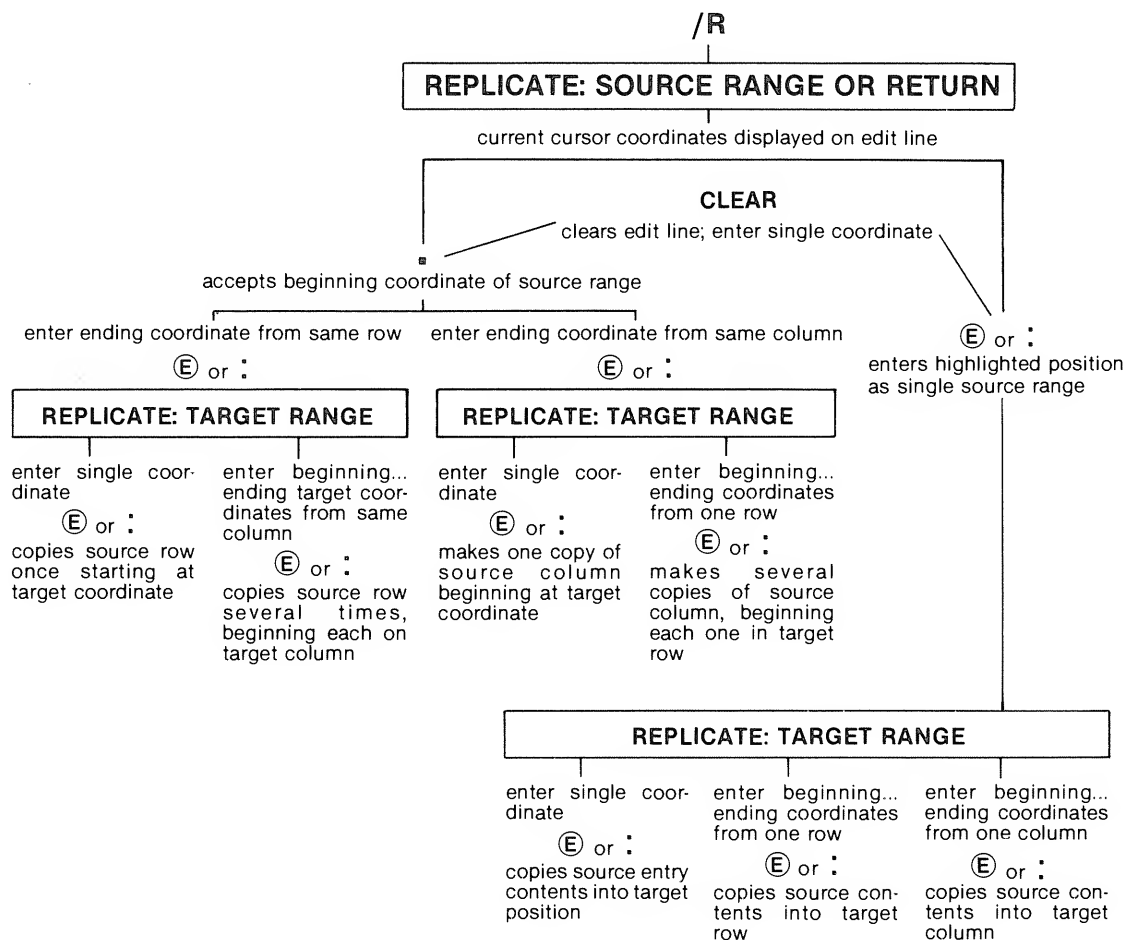 /R
REPLICATE: SOURCE RANGE OR RETURN
current cursor coordinates displayed on edit line
CLEAR
clears edit line; enter single coordinate
.
accepts beginning coordinate of source range
enter ending coordinate from same row
Ⓔ or :
REPLICATE: TARGET RANGE
enter single coor-
dinate
Ⓔ or :
copies source row
once starting at
target coordinate
enter beginning...
ending target coor-
dinates from same
column
Ⓔ or :
copies source row
several times,
beginning each on
target column
enter ending coordinate from same column
Ⓔ or :
REPLICATE: TARGET RANGE
enter single coor-
dinate
Ⓔ or :
makes one copy of
source column
beginning at target
coordinate
enter beginning...
ending coordinates
from one row
Ⓔ or :
makes several
copies of source
column, beginning
each one in target
row
Ⓔ or :
enters highlighted position
as single source range
REPLICATE: TARGET RANGE
enter single coor-
dinate
Ⓔ or :
copies source entry
contents into target
position
enter beginning...
ending coordinates
from one row
Ⓔ or :
copies source con-
tents into target
row
enter beginning...
ending coordinates
from one column
Ⓔ or :
copies source con-
tents into target
column